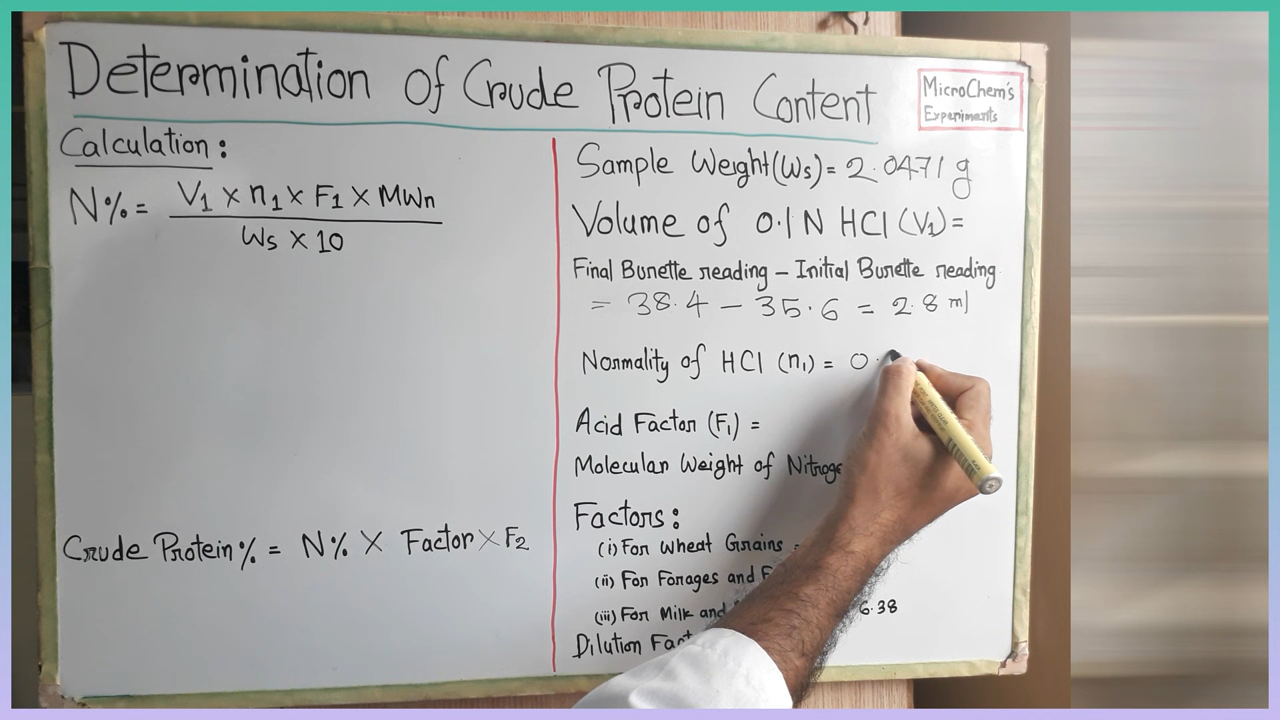 Determination of Crude Protein Content
MicroChem's
Experiments
Calculation:
N% = V1 × n1 × F1 × MWn
Ws × 10
Crude Protein% = N% × Factor × F2
Sample Weight(Ws) = 2.0471 g
Volume of 0.1 N HCl (V1) =
Final Burette reading – Initial Burette reading
= 38.4 – 35.6 = 2.8 ml
Normality of HCl (n1) = 0.
Acid Factor (F1) =
Molecular Weight of
Factors:
(i) For Wheat Grains =
(ii) For Forages and
(iii) For Milk and 6.38
Dilution